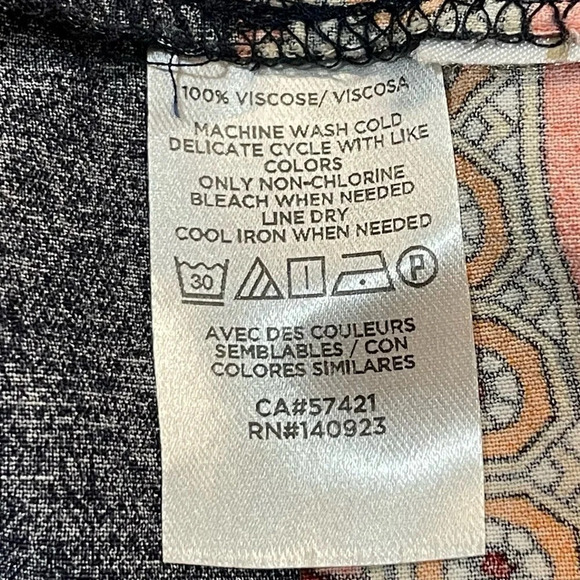 100% VISCOSE/ VISCOSA
MACHINE WASH COLD
DELICATE CYCLE WITH LIKE
COLORS
ONLY NON-CHLORINE
BLEACH WHEN NEEDED
LINE DRY
COOL IRON WHEN NEEDED
30 P
AVEC DES COULEURS
SEMBLABLES / CON
COLORES SIMILARES
CA#57421
RN#140923